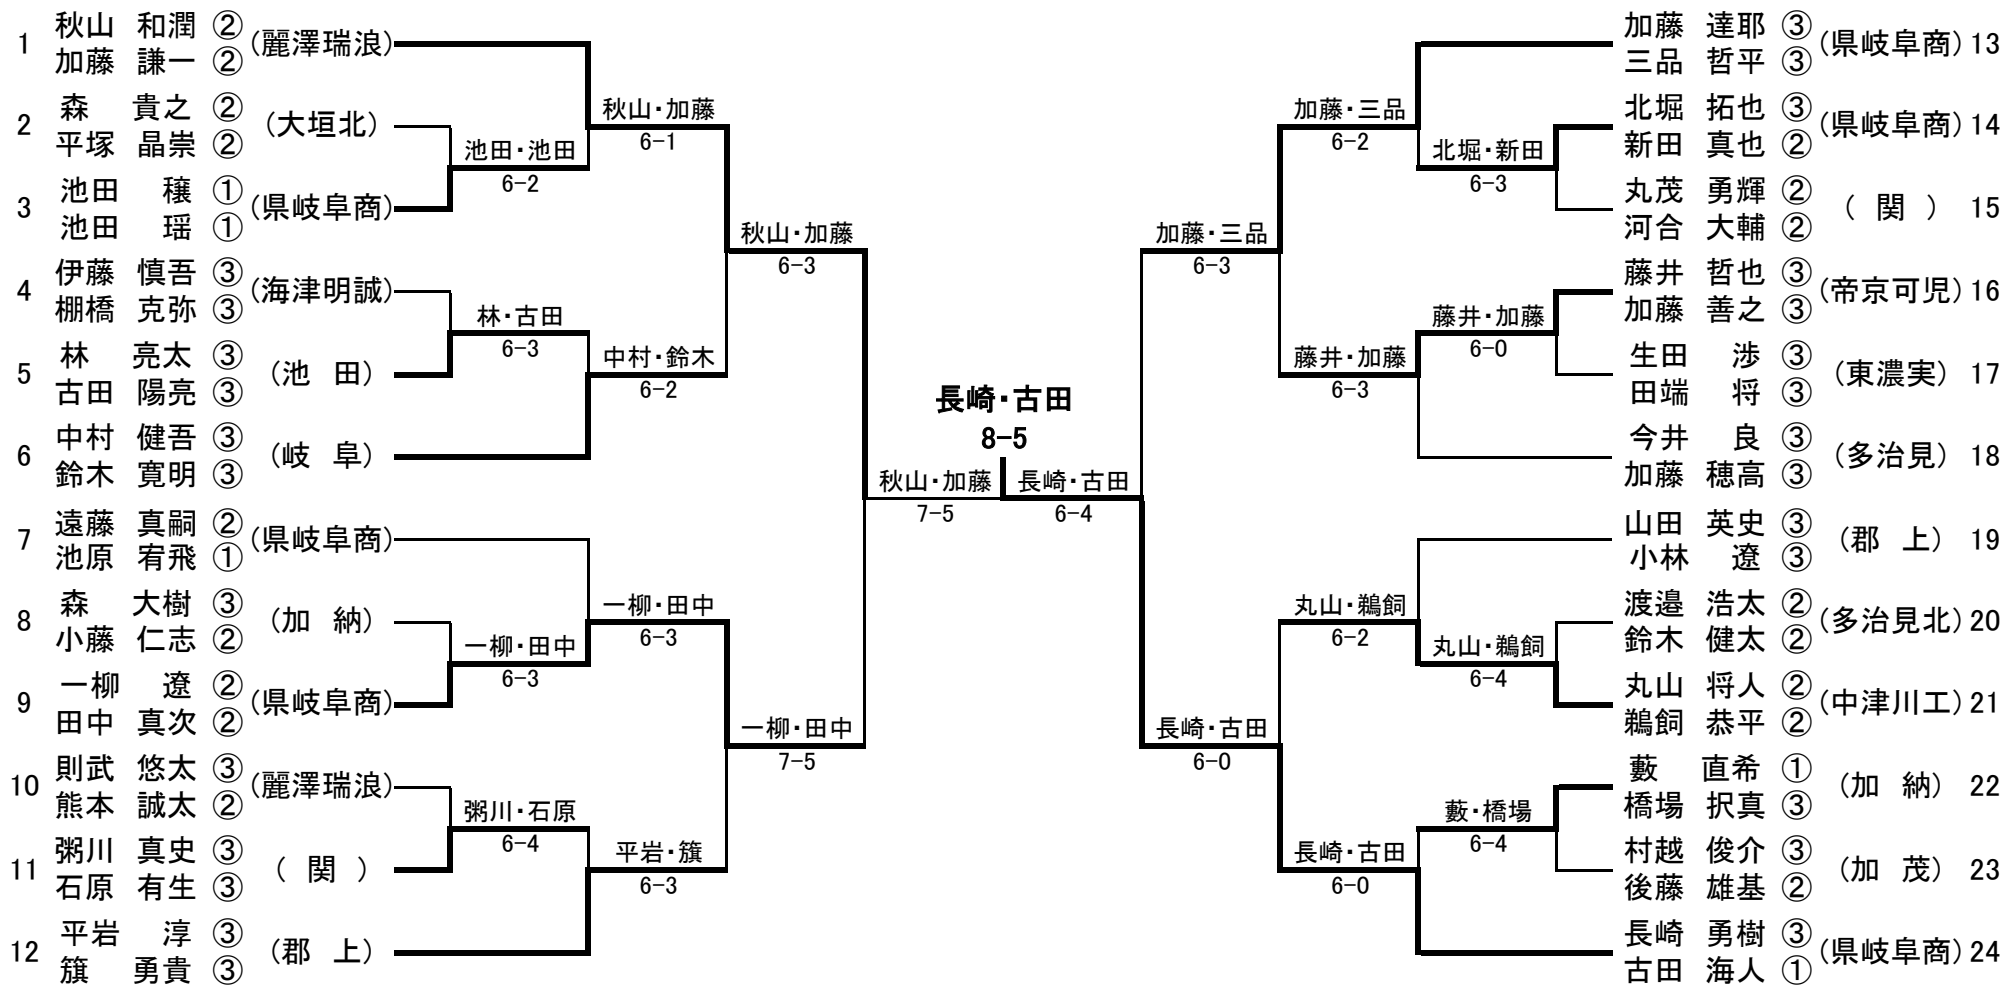 1 秋山 和潤 ② (麗澤瑞浪)
加藤 謙一 ②
2 森 貴之 ② (大垣北)
平塚 晶崇 ②
3 池田 穣 ① (県岐阜商)
池田 瑶 ①
4 伊藤 慎吾 ③ (海津明誠)
棚橋 克弥 ③
5 林 亮太 ③ (池 田)
古田 陽亮 ③
6 中村 健吾 ③ (岐 阜)
鈴木 寛明 ③
7 遠藤 真嗣 ② (県岐阜商)
池原 宥飛 ①
8 森 大樹 ③ (加 納)
小藤 仁志 ②
9 一柳 遼 ② (県岐阜商)
田中 真次 ②
10 則武 悠太 ③ (麗澤瑞浪)
熊本 誠太 ②
11 粥川 真史 ③ (関)
石原 有生 ③
12 平岩 淳 ③ (郡 上)
籏 勇貴 ③
池田・池田
6-2
林・古田
6-3
一柳・田中
6-3
粥川・石原
6-4
秋山・加藤
6-1
中村・鈴木
6-2
一柳・田中
6-3
平岩・籏
6-3
秋山・加藤
6-3
一柳・田中
7-5
秋山・加藤
7-5
長崎・古田
8-5
長崎・古田
6-4
加藤・三品
6-3
長崎・古田
6-0
加藤・三品
6-2
藤井・加藤
6-3
丸山・鵜飼
6-2
長崎・古田
6-0
北堀・新田
6-3
藤井・加藤
6-0
丸山・鵜飼
6-4
藪・橋場
6-4
加藤 達耶 ③ (県岐阜商) 13
三品 哲平 ③
北堀 拓也 ③ (県岐阜商) 14
新田 真也 ②
丸茂 勇輝 ② (関) 15
河合 大輔 ②
藤井 哲也 ③ (帝京可児) 16
加藤 善之 ③
生田 渉 ③ (東濃実) 17
田端 将 ③
今井 良 ③ (多治見) 18
加藤 穂高 ③
山田 英史 ③ (郡 上) 19
小林 遼 ③
渡邉 浩太 ② (多治見北) 20
鈴木 健太 ②
丸山 将人 ② (中津川工) 21
鵜飼 恭平 ②
藪 直希 ① (加 納) 22
橋場 択真 ③
村越 俊介 ③ (加 茂) 23
後藤 雄基 ②
長崎 勇樹 ③ (県岐阜商) 24
古田 海人 ①